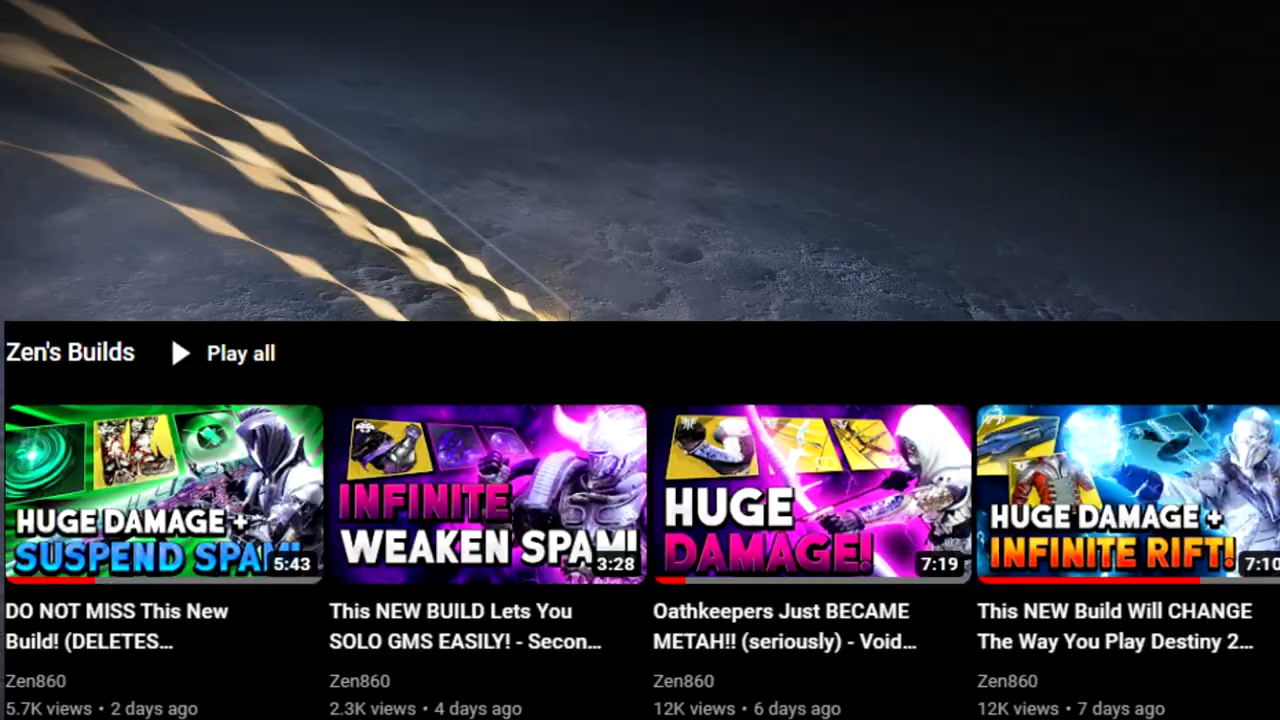 Zen's Builds Play all
HUGE DAMAGE +
SUSPEND SPAM!
5:43
INFINITE
WEAKEN SPAM!
3:28
HUGE
DAMAGE!
7:19
HUGE DAMAGE +
INFINITE RIFT!
7:10
DO NOT MISS This New
Build! (DELETES...
Zen860
5.7K views • 2 days ago
This NEW BUILD Lets You
SOLO GMS EASILY! - Secon...
Zen860
2.3K views • 4 days ago
Oathkeepers Just BECAME
METAH!! (seriously) - Void...
Zen860
12K views • 6 days ago
This NEW Build Will CHANGE
The Way You Play Destiny 2...
Zen860
12K views • 7 days ago